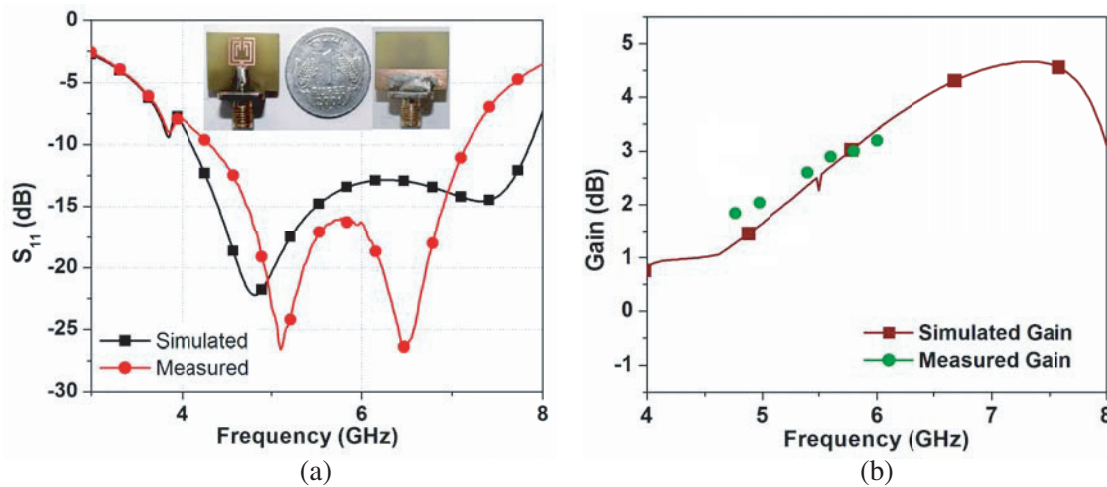 0
-5
-10
-15
-20
-25
-30
S11 (dB)
1
Simulated
Measured
4
6
8
Frequency (GHz)
(a)
5
4
3
2
1
0
-1
Gain (dB)
Simulated Gain
Measured Gain
4
5
6
7
8
Frequency (GHz)
(b)